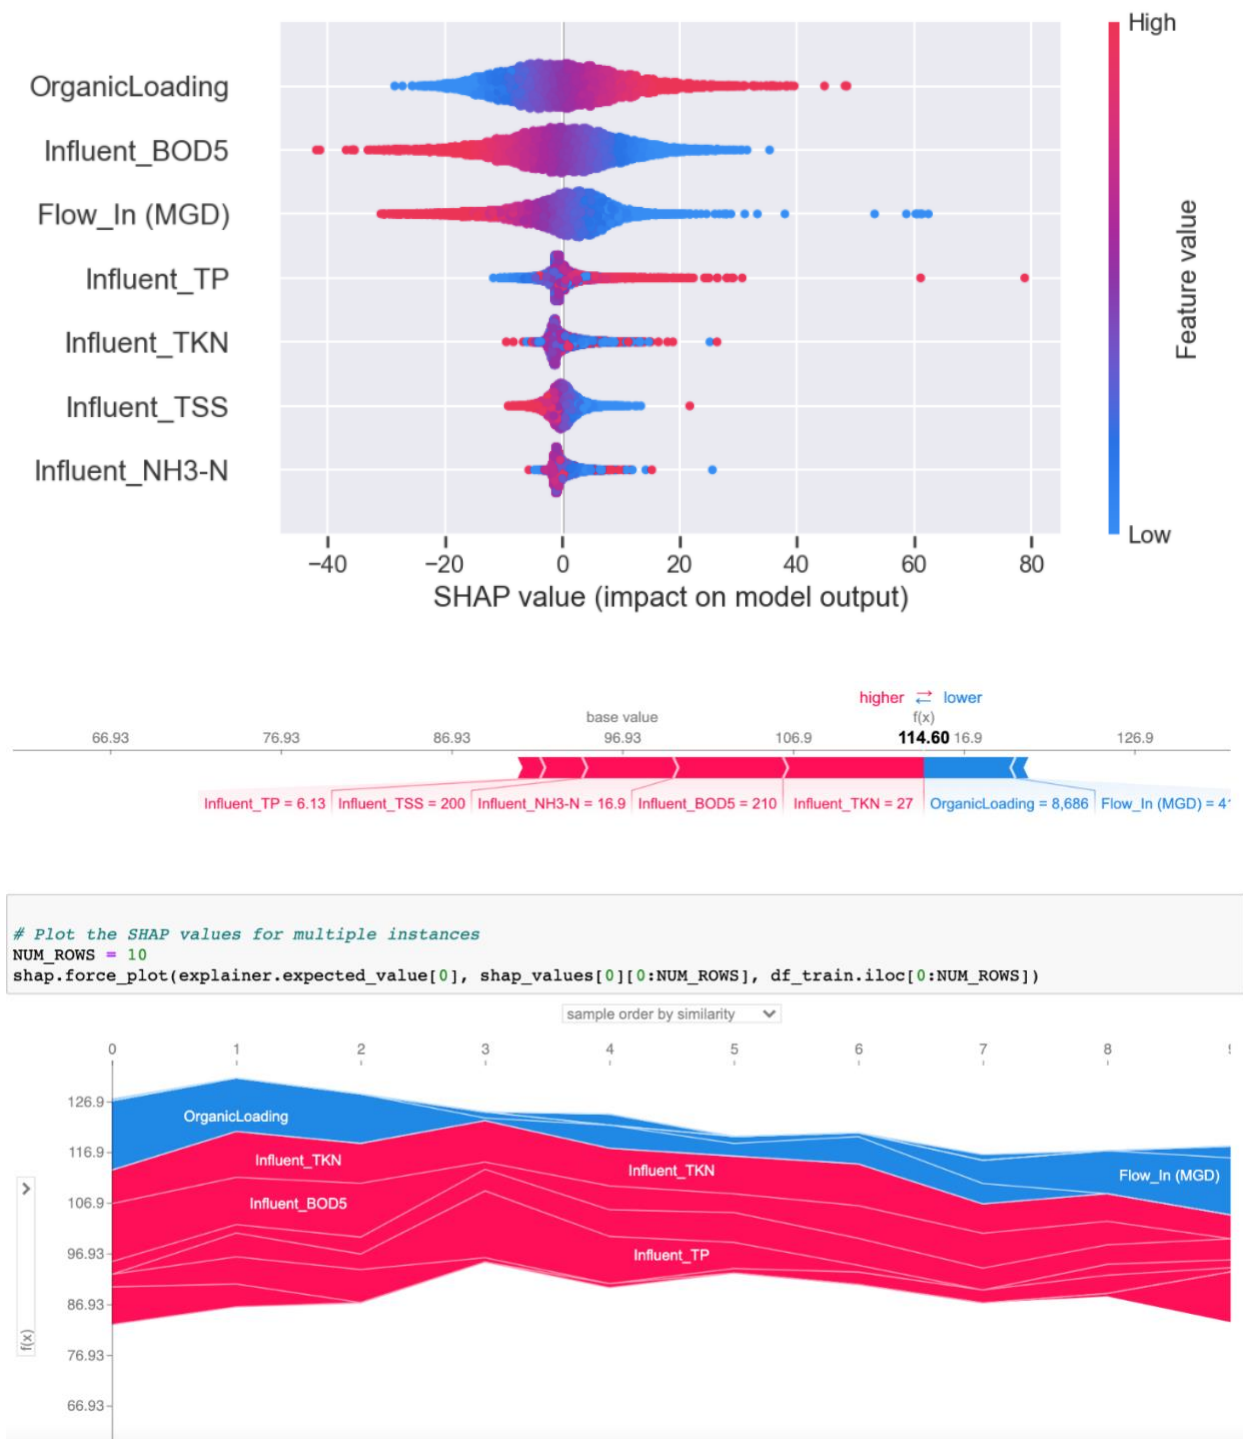 High
OrganicLoading
Influent_BOD5
Flow_In (MGD)
Influent_TP
Influent_TKN
Influent_TSS
Influent_NH3-N
Feature value
Low
−40 −20 0 20 40 60 80
SHAP value (impact on model output)
higher lower
base value f(x)
66.93 76.93 86.93 96.93 106.9 114.60 16.9 126.9
Influent_TP = 6.13 Influent_TSS = 200 Influent_NH3-N = 16.9 Influent_BOD5 = 210 Influent_TKN = 27 OrganicLoading = 8,686 Flow_In (MGD) = 41
# Plot the SHAP values for multiple instances
NUM_ROWS = 10
shap.force_plot(explainer.expected_value[0], shap_values[0][0:NUM_ROWS], df_train.iloc[0:NUM_ROWS])
sample order by similarity
0 1 2 3 4 5 6 7 8 9
126.9
OrganicLoading
116.9
Influent_TKN
Influent_TKN
Flow_In (MGD)
106.9
Influent_BOD5
96.93
Influent_TP
86.93
76.93
66.93
f(x)